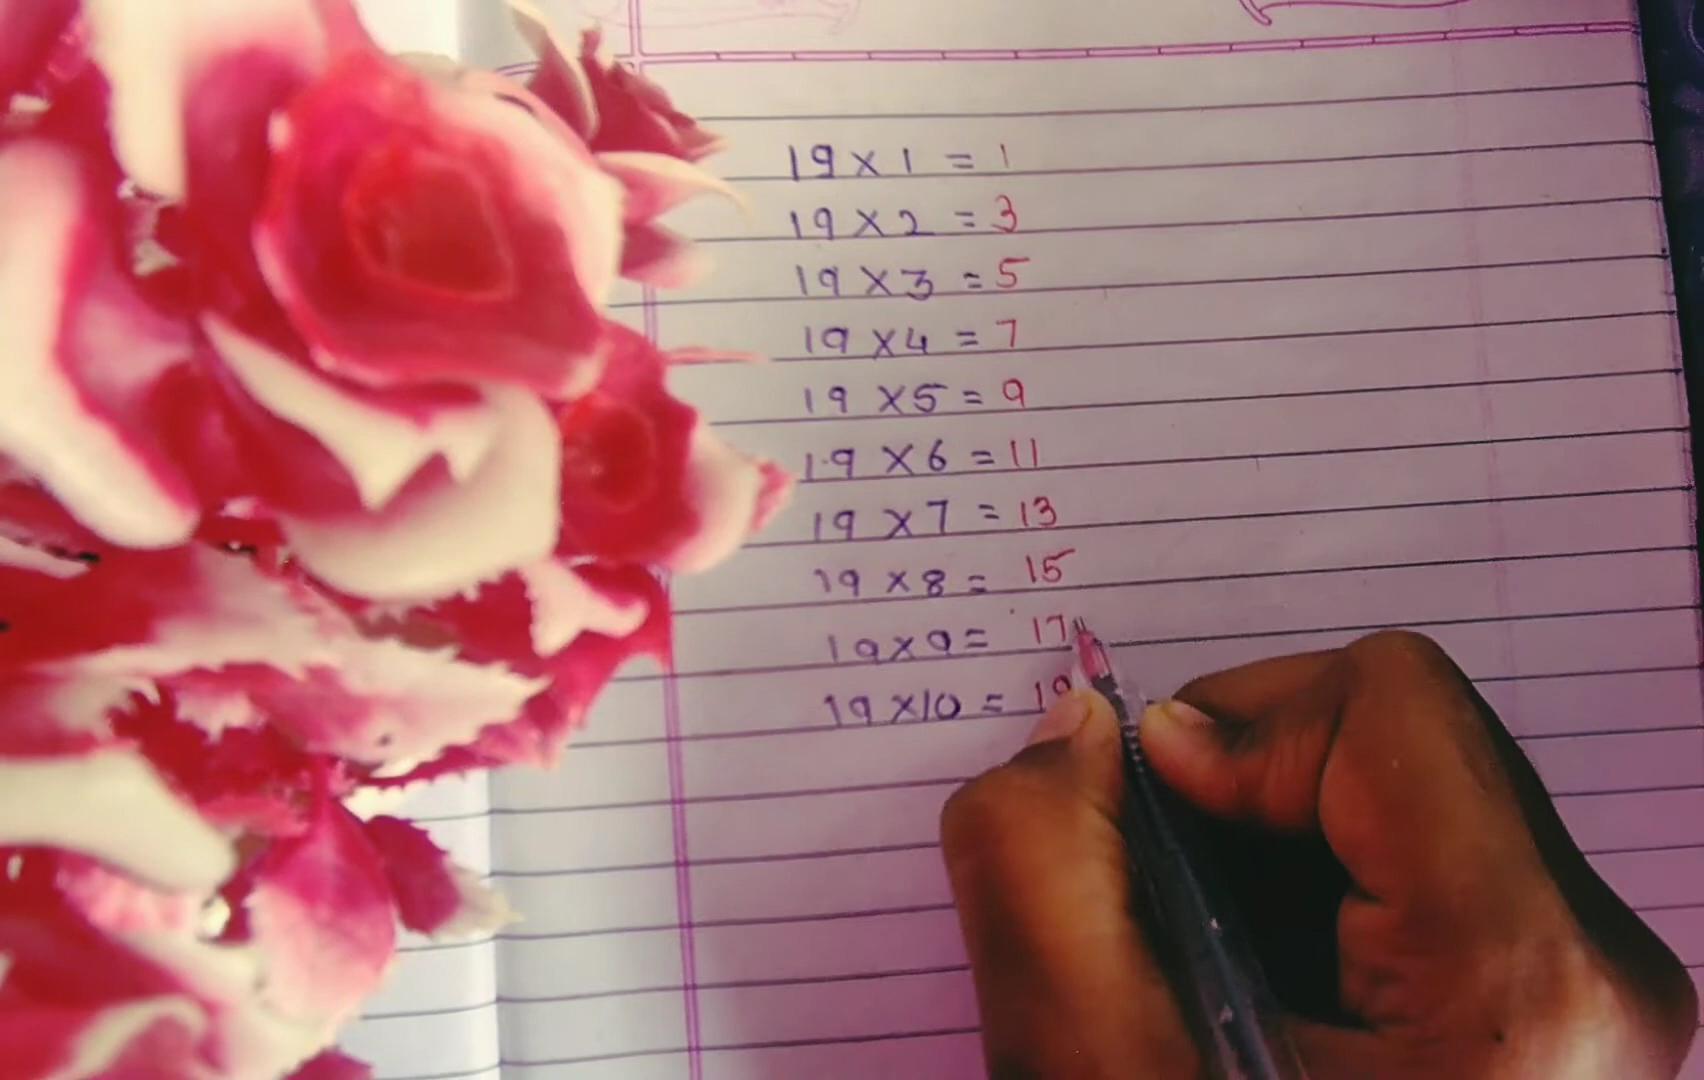 19 × 1 = 1
19 × 2 = 3
19 × 3 = 5
19 × 4 = 7
19 × 5 = 9
19 × 6 = 11
19 × 7 = 13
19 × 8 = 15
19 × 9 = 17
19 × 10 = 19